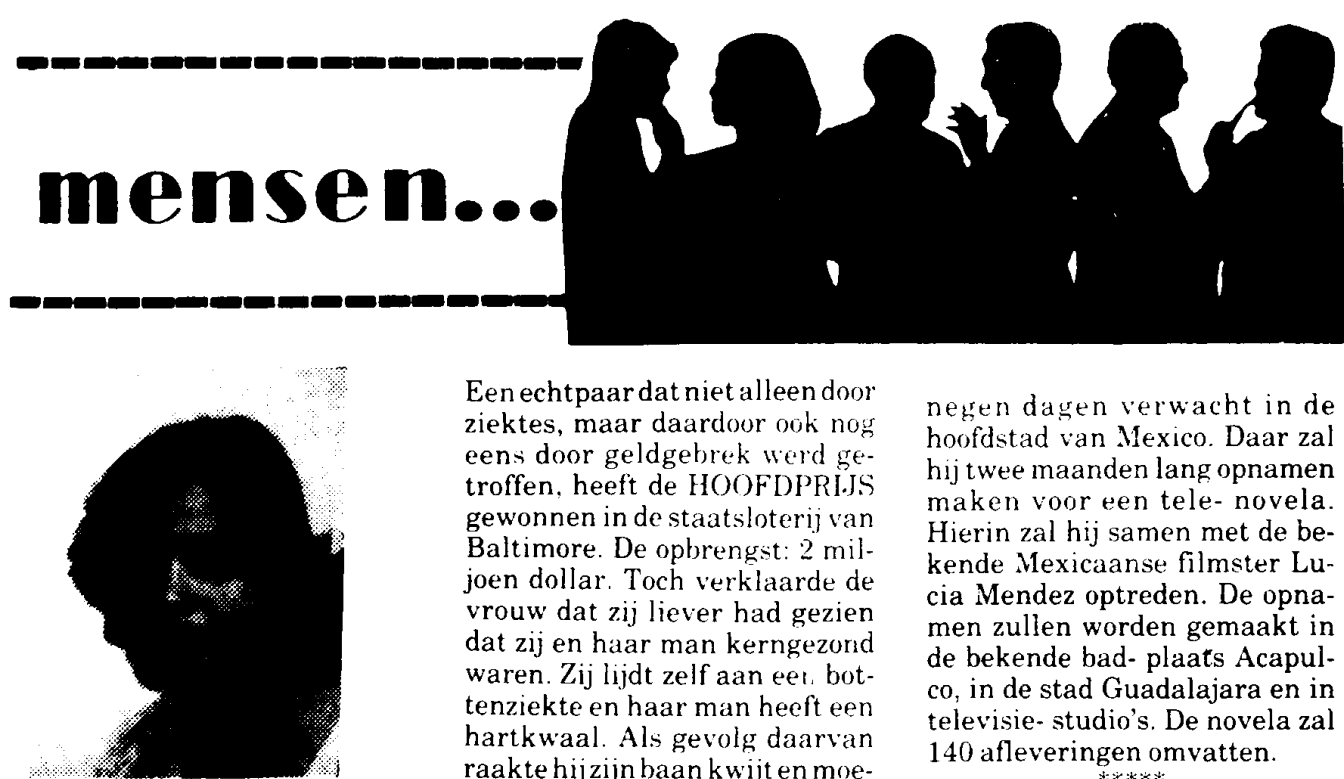 mensen...
Een echtpaar dat niet alleen door
ziektes, maar daardoor ook nog
eens door geldgebrek werd ge-
troffen, heeft de HOOFDPRIJS
gewonnen in de staatsloterij van
Baltimore. De opbrengst: 2 mil-
joen dollar. Toch verklaarde de
vrouw dat zij liever had gezien
dat zij en haar man kerngezond
waren. Zij lijdt zelf aan een bot-
tenziekte en haar man heeft een
hartkwaal. Als gevolg daarvan
raakte hij zijn baan kwijt en moe-
negen dagen verwacht in de
hoofdstad van Mexico. Daar zal
hij twee maanden lang opnamen
maken voor een tele- novela.
Hierin zal hij samen met de be-
kende Mexicaanse filmster Lu-
cia Mendez optreden. De opna-
men zullen worden gemaakt in
de bekende bad- plaats Acapul-
co, in de stad Guadalajara en in
televisie- studio's. De novela zal
140 afleveringen omvatten.
*****